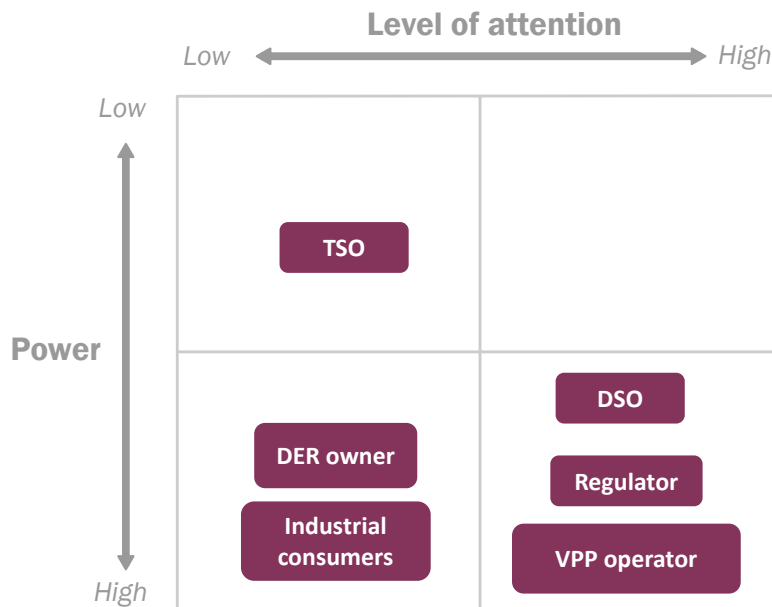 Level of attention
Low
High
Low
TSO
Power
DSO
DER owner
Regulator
Industrial
consumers
VPP operator
High